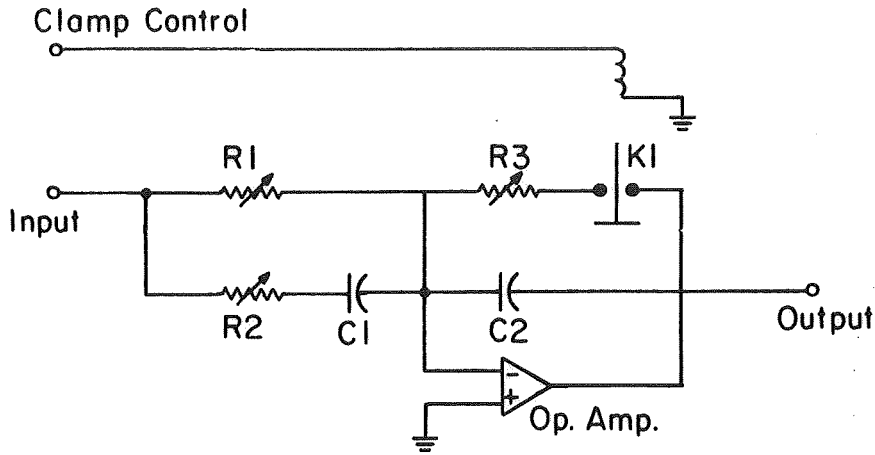 Clamp Control
R1
R3
K1
Input
R2
C1
C2
Output
-
+
Op. Amp.